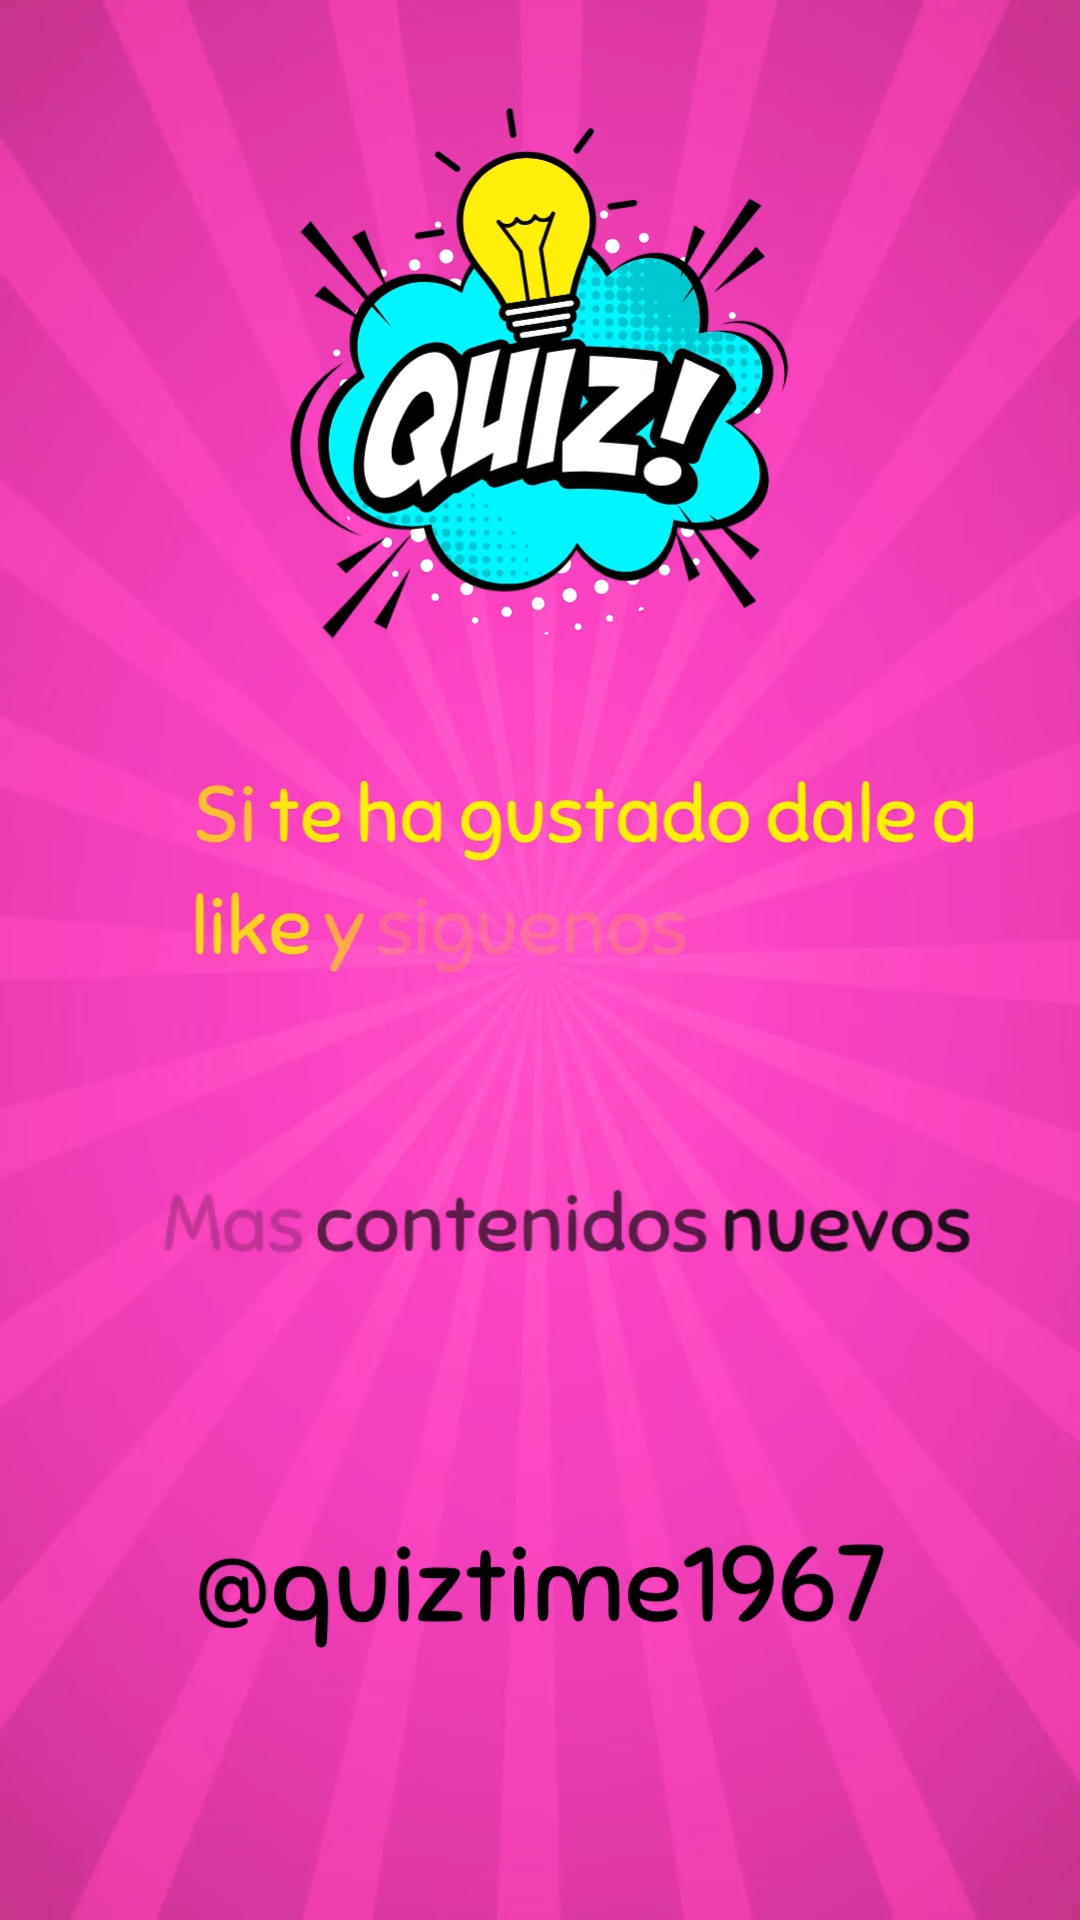 QUIZ!
Si te ha gustado dale a
like y siguenos
Mas contenidos nuevos
@quiztime1967